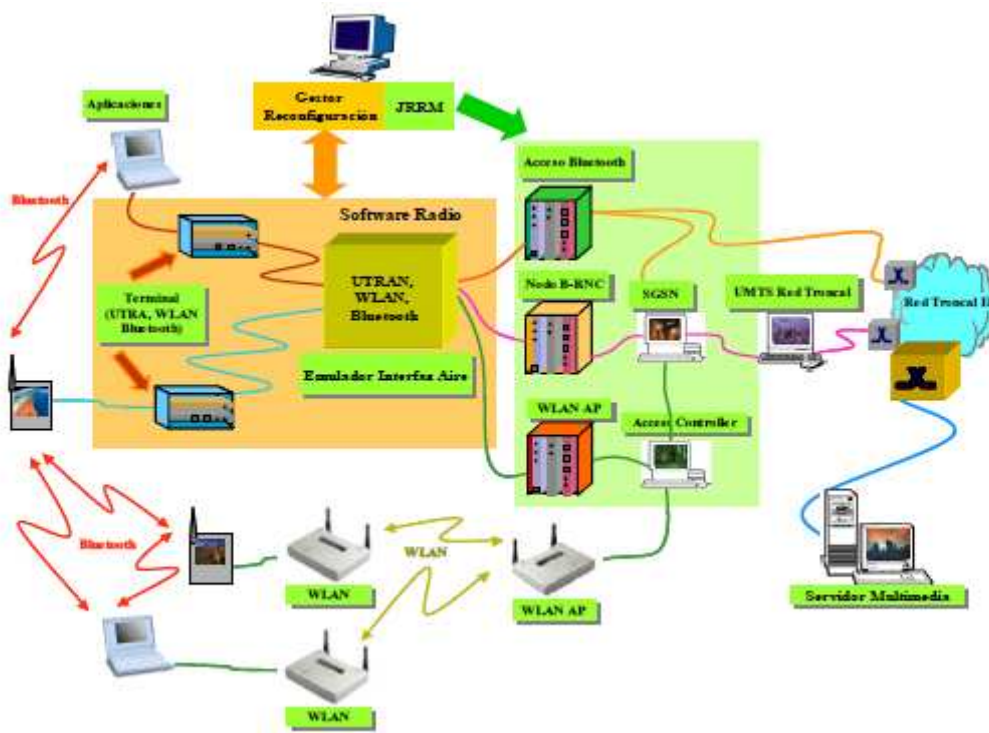 Gestor
Reconfiguración
JRRM
Aplicaciones
Bluetooth
Software Radio
Acceso Bluetooth
UTRAN,
WLAN,
Bluetooth
Terminal
(UTRA, WLAN
Bluetooth)
Emulador Interfaz Aire
Nodo B-RNC
SGSN
UMTS Red Troncal
Red Troncal
WLAN AP
Access Controller
Bluetooth
WLAN
WLAN
WLAN AP
WLAN
Servidor Multimedia